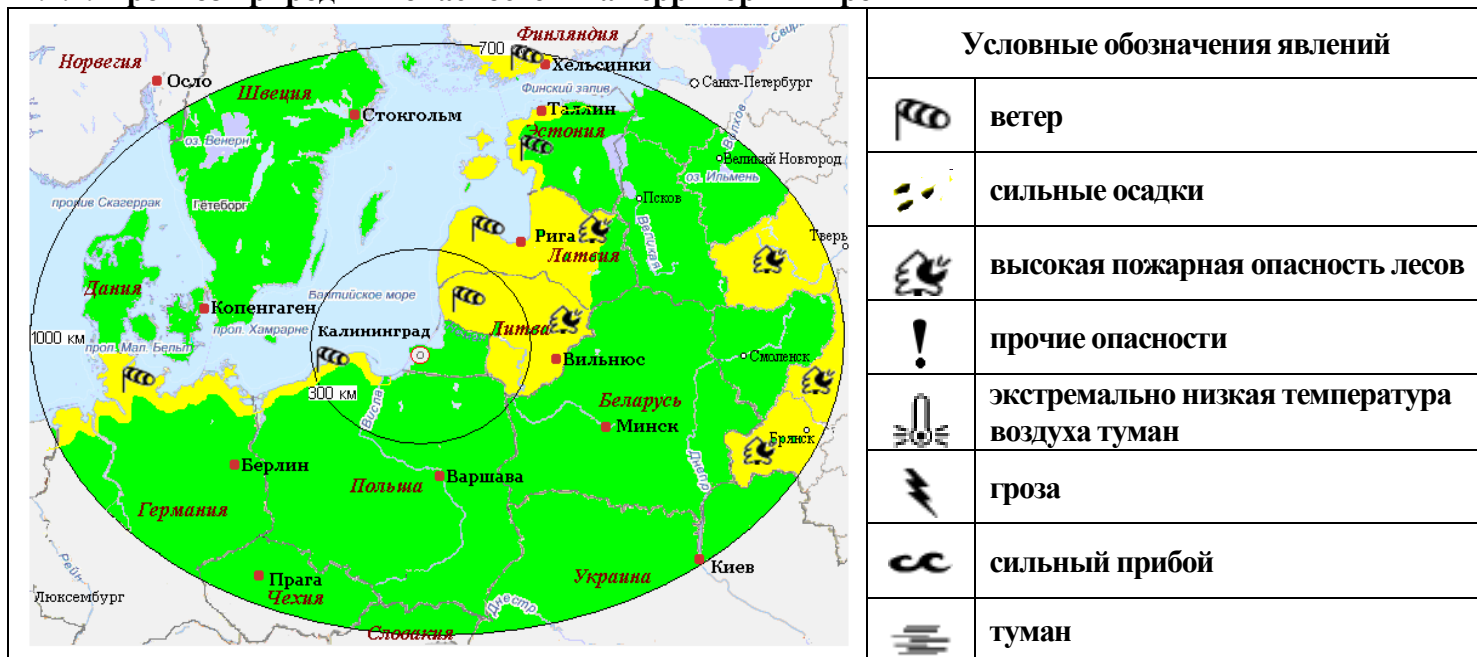 700
Финляндия
Норвегия
Хельсинки
Осло
Швеция
Финский залив
Санкт-Петербург
Стокгольм
Таллин
Эстония
Волхов
оз. Венерн
Великий Новгород
оз. Ильмень
пролив Скагеррак
Гётеборг
Псков
Великая
Рига
Латвия
Тверь
Дания
Балтийское море
Копенгаген
прол. Хамрарне
Калининград
Литва
1000 км
прол. Мал. Бельт
Вильнюс
Смоленск
300 км
Висла
Беларусь
Минск
Брянск
Берлин
Варшава
Польша
Днепр
Германия
Рейн
Киев
Прага
Украина
Чехия
Люксембург
Днестр
Словакия
Условные обозначения явлений
ветер
сильные осадки
высокая пожарная опасность лесов
прочие опасности
экстремально низкая температура
воздуха туман
гроза
сильный прибой
туман